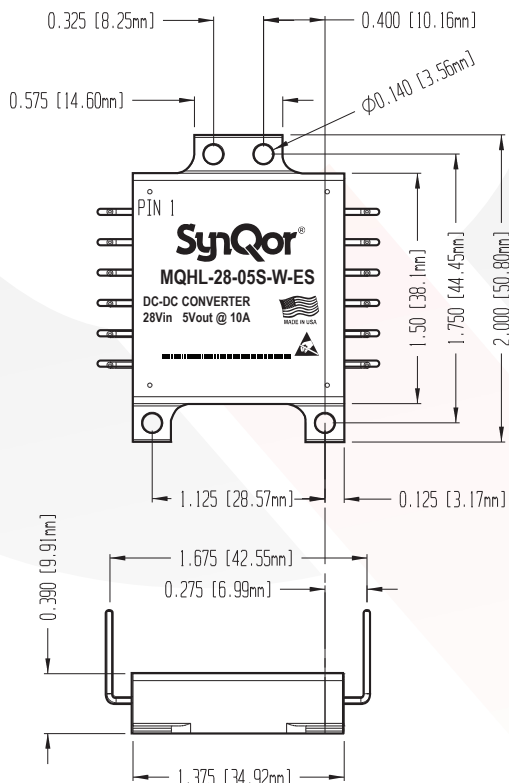 0.325 [8.25mm]
0.400 [10.16mm]
0.575 [14.60mm]
Ø0.140 [3.56mm]
PIN 1
SynQor®
MQHL-28-05S-W-ES
DC-DC CONVERTER
28Vin 5Vout @ 10A
MADE IN USA
1.50 [38.1mm]
1.750 [44.45mm]
2.000 [50.80mm]
1.125 [28.57mm]
0.125 [3.17mm]
1.675 [42.55mm]
0.275 [6.99mm]
0.390 [9.91mm]
1.375 [34.92mm]